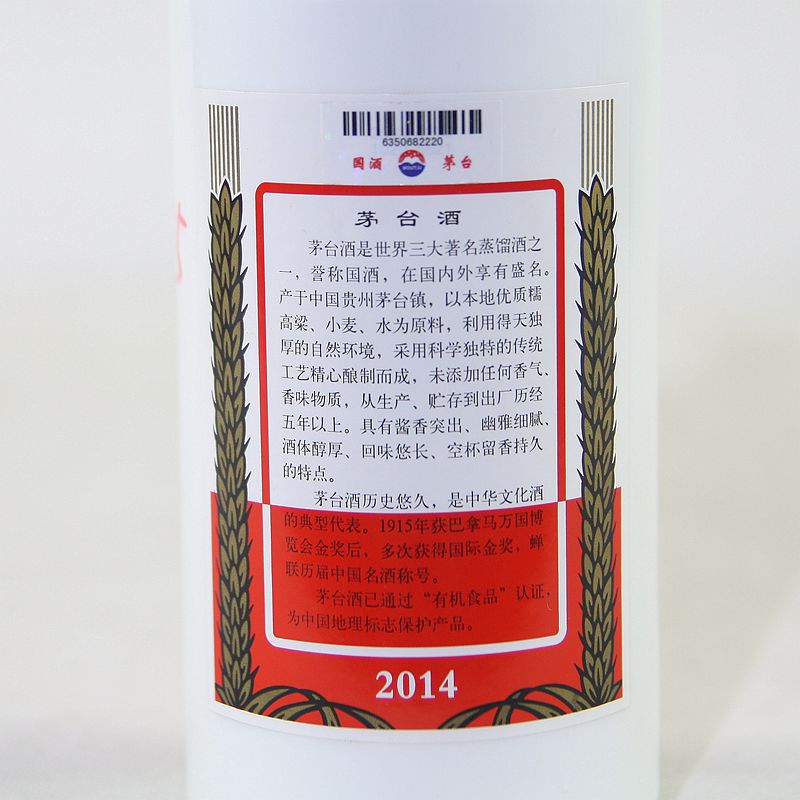 6350682220
国酒 MOUTAI 茅台
茅台酒
茅台酒是世界三大著名蒸馏酒之
一，誉称国酒，在国内外享有盛名。
产于中国贵州茅台镇，以本地优质糯
高粱、小麦、水为原料，利用得天独
厚的自然环境，采用科学独特的传统
工艺精心酿制而成，未添加任何香气、
香味物质，从生产、贮存到出厂历经
五年以上。具有酱香突出、幽雅细腻、
酒体醇厚、回味悠长、空杯留香持久
的特点。
茅台酒历史悠久，是中华文化酒
的典型代表。1915年获巴拿马万国博
览会金奖后，多次获得国际金奖，蝉
联历届中国名酒称号。
茅台酒已通过“有机食品”认证，
为中国地理标志保护产品。
2014